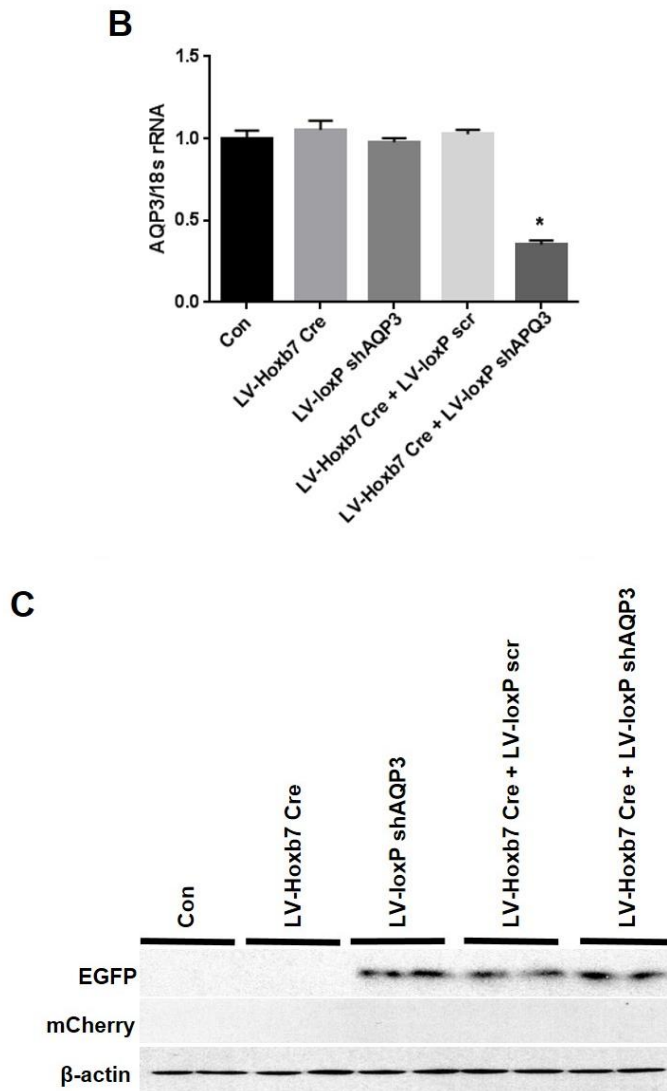 B
AQP3/18s rRNA
1.5
1.0
0.5
0.0
*
Con
LV-Hoxb7 Cre
LV-loxP shAQP3
LV-Hoxb7 Cre + LV-loxP scr
LV-Hoxb7 Cre + LV-loxP shAPQ3
C
Con
LV-Hoxb7 Cre
LV-loxP shAQP3
LV-Hoxb7 Cre + LV-loxP scr
LV-Hoxb7 Cre + LV-loxP shAQP3
EGFP
mCherry
β-actin